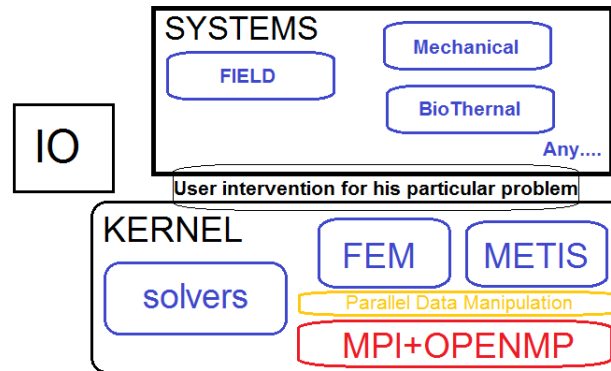 SYSTEMS
FIELD
Mechanical
BioThernal
Any....
IO
User intervention for his particular problem
KERNEL
solvers
FEM
METIS
Parallel Data Manipulation
MPI+OPENMP